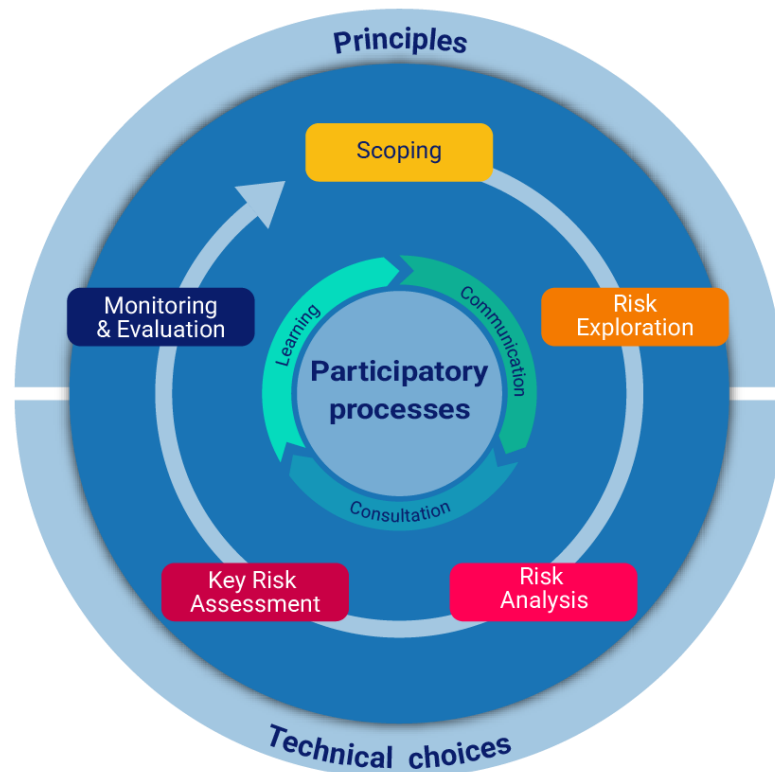 Principles
Scoping
Risk
Exploration
Risk
Analysis
Key Risk
Assessment
Monitoring
& Evaluation
Communication
Consultation
Learning
Participatory
processes
Technical choices